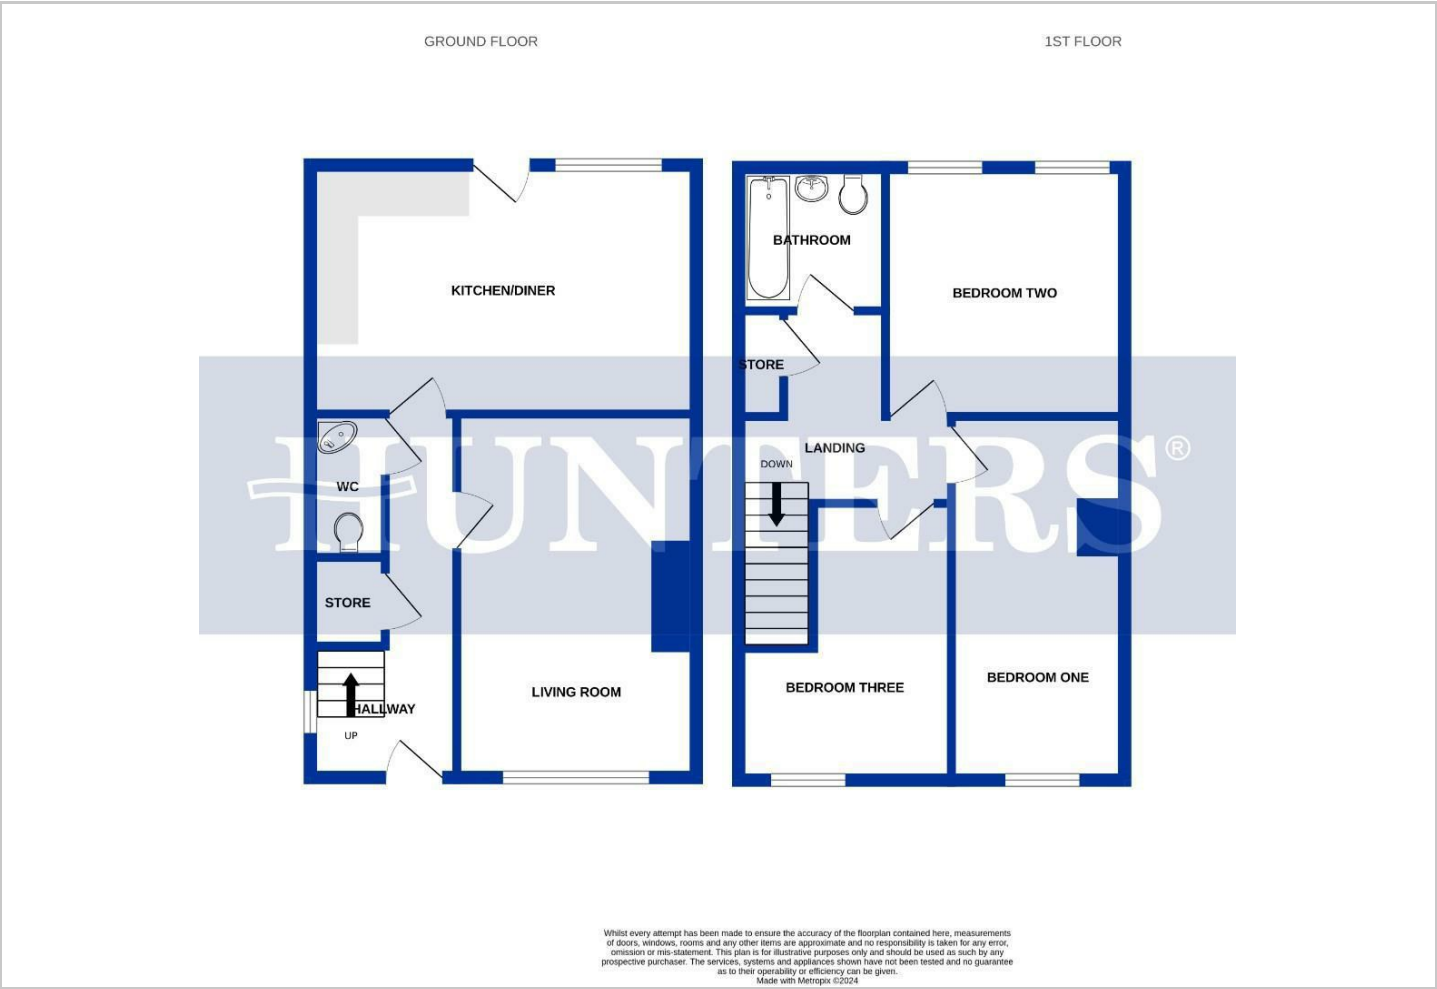 GROUND FLOOR
1ST FLOOR
KITCHEN/DINER
WC
STORE
HALLWAY
UP
LIVING ROOM
BATHROOM
BEDROOM TWO
STORE
LANDING
DOWN
BEDROOM THREE
BEDROOM ONE
HUNTERS®
Whilst every attempt has been made to ensure the accuracy of the floorplan contained here, measurements
of doors, windows, rooms and any other items are approximate and no responsibility is taken for any error,
omission or mis-statement. This plan is for illustrative purposes only and should be used as such by any
prospective purchaser. The services, systems and appliances shown have not been tested and no guarantee
as to their operability or efficiency can be given.
Made with Metropix ©2024